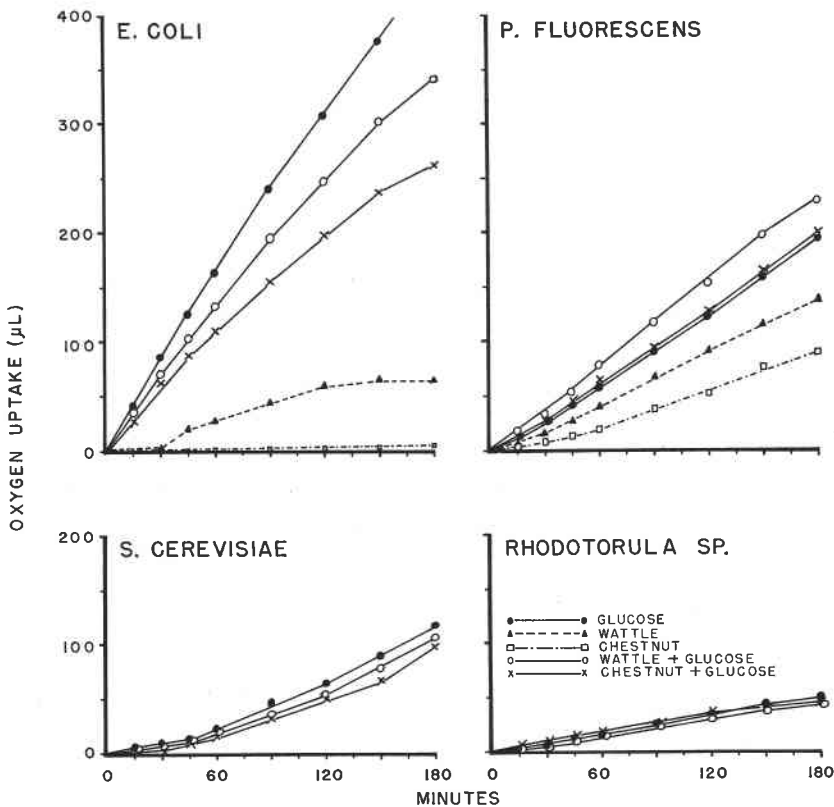 E. COLI
P. FLUORESCENS
400
300
200
100
0
OXYGEN UPTAKE (µL)
S. CEREVISIAE
RHODOTORULA SP.
200
100
0
GLUCOSE
WATTLE
CHESTNUT
WATTLE + GLUCOSE
CHESTNUT + GLUCOSE
0 60 120 180
0 60 120 180
MINUTES